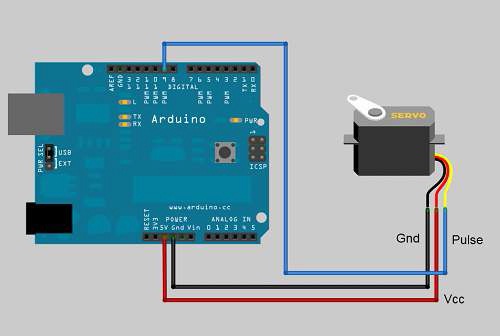 AREF
GND
13
12
11
10
9
8
7
6
5
4
3
2
1
0
PWM
PWM
PWM
DIGITAL
PWM
PWM
PWM
TX
RX
L
TX
RX
Arduino
PWR
1
ICSP
PWR SEL
USB
EXT
SERVO
www.arduino.cc
RESET
3V3
5V
POWER
Gnd
Vin
ANALOG IN
0 1 2 3 4 5
Gnd
Pulse
Vcc